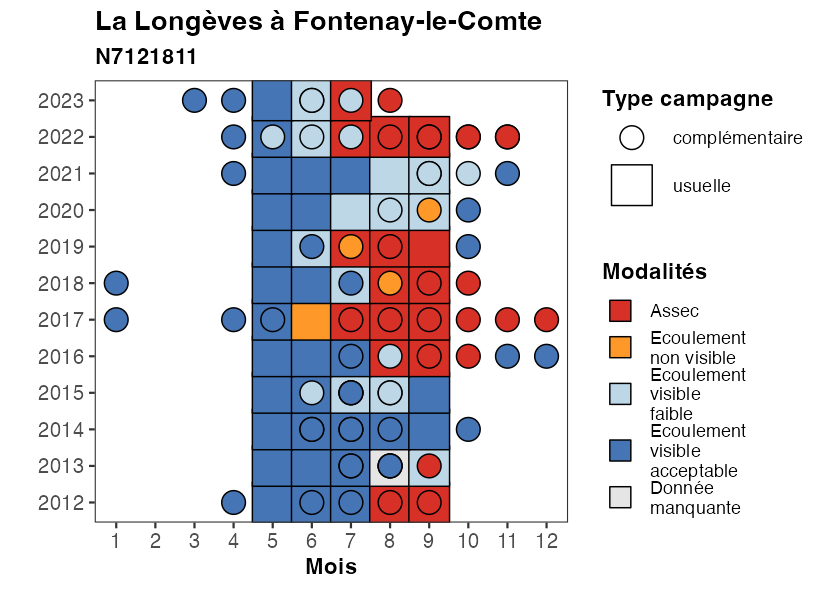 La Longèves à Fontenay-le-Comte
N7121811
2023
2022
2021
2020
2019
2018
2017
2016
2015
2014
2013
2012
1 2 3 4 5 6 7 8 9 10 11 12
Mois
Type campagne
complémentaire
usuelle
Modalités
Assec
Ecoulement
non visible
Ecoulement
visible
faible
Ecoulement
visible
acceptable
Donnée
manquante